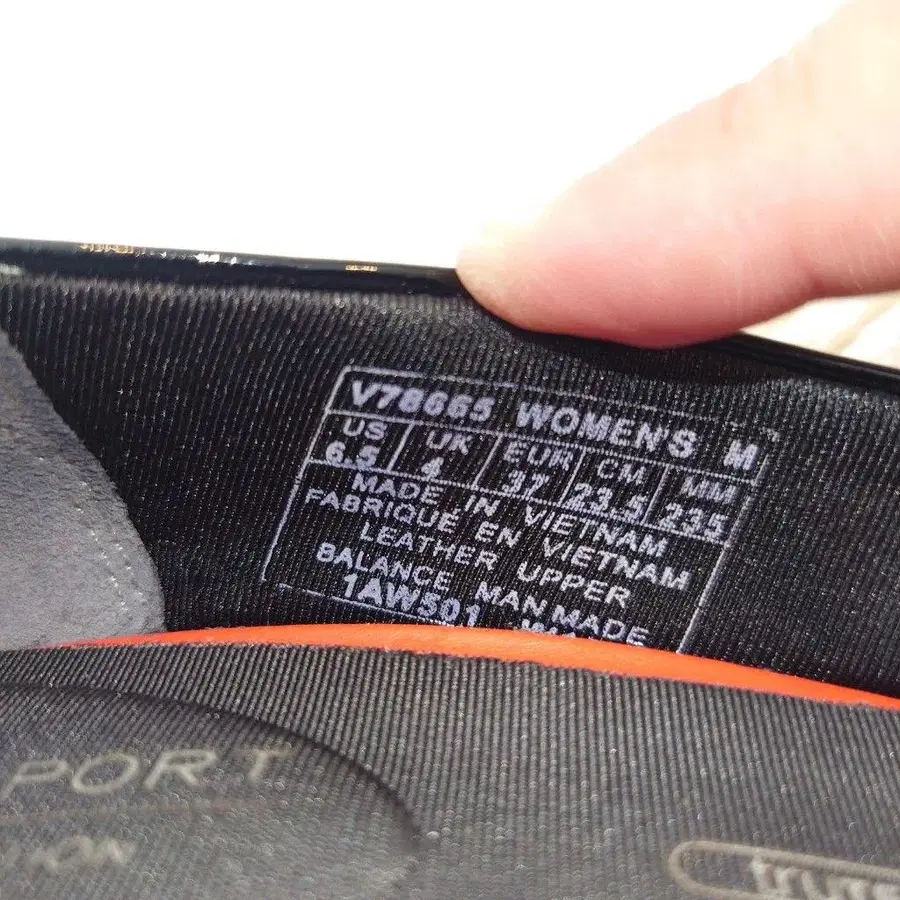 V78665 WOMEN'S M
US UK EUR CM MM
6.5 4 37 23.5 235
MADE IN VIETNAM
FABRIQUÉ EN VIETNAM
LEATHER UPPER
BALANCE MAN MADE
1AW501
PORT